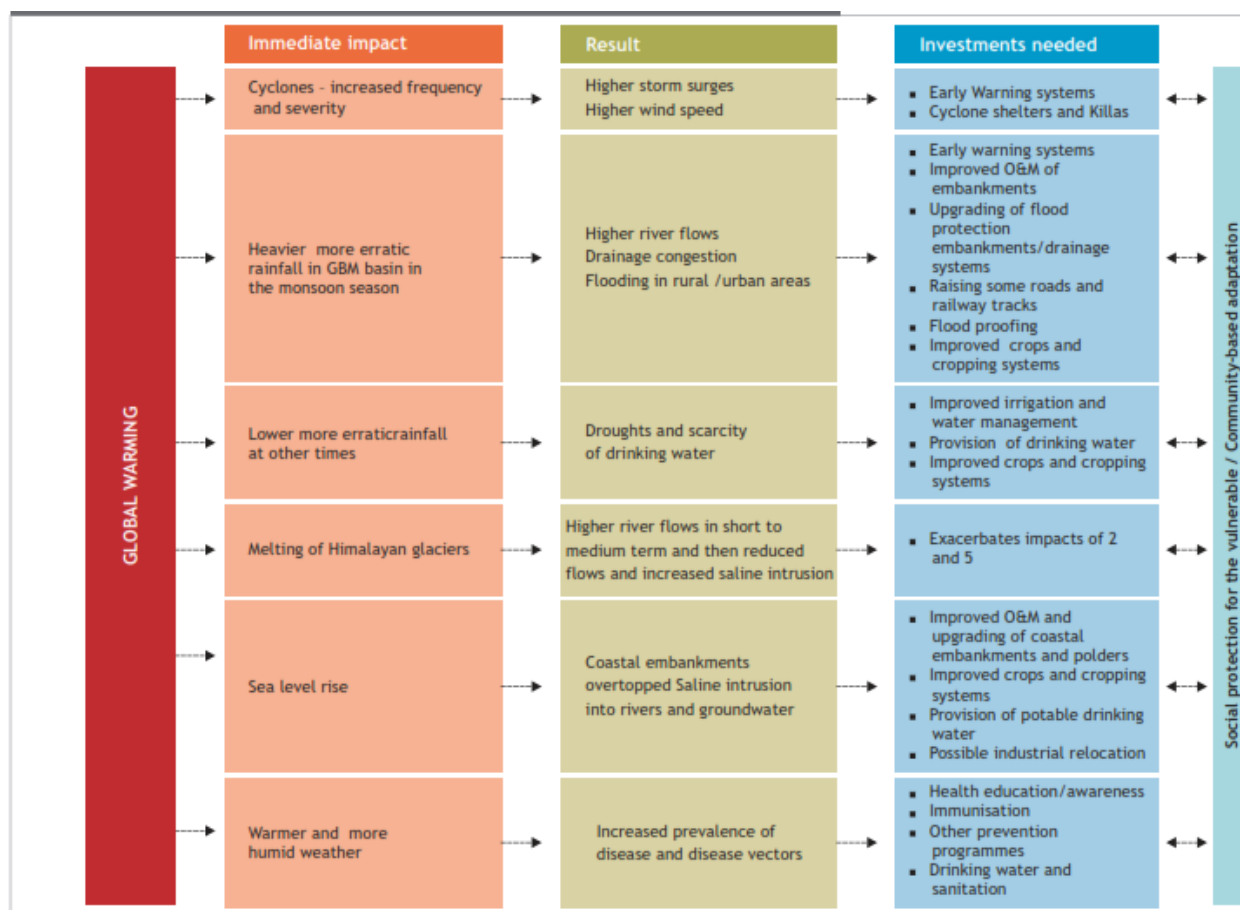 Immediate impact
Result
Investments needed
GLOBAL WARMING
Cyclones - increased frequency
and severity
Higher storm surges
Higher wind speed
▪ Early Warning systems
▪ Cyclone shelters and Killas
Heavier more erratic
rainfall in GBM basin in
the monsoon season
Higher river flows
Drainage congestion
Flooding in rural /urban areas
▪ Early warning systems
▪ Improved O&M of
embankments
▪ Upgrading of flood
protection
embankments/drainage
systems
▪ Raising some roads and
railway tracks
▪ Flood proofing
▪ Improved crops and
cropping systems
Lower more erraticrainfall
at other times
Droughts and scarcity
of drinking water
▪ Improved irrigation and
water management
▪ Provision of drinking water
▪ Improved crops and cropping
systems
Melting of Himalayan glaciers
Higher river flows in short to
medium term and then reduced
flows and increased saline intrusion
▪ Exacerbates impacts of 2
and 5
Sea level rise
Coastal embankments
overtopped Saline intrusion
into rivers and groundwater
▪ Improved O&M and
upgrading of coastal
embankments and polders
▪ Improved crops and cropping
systems
▪ Provision of potable drinking
water
▪ Possible industrial relocation
Warmer and more
humid weather
Increased prevalence of
disease and disease vectors
▪ Health education/awareness
▪ Immunisation
▪ Other prevention
programmes
▪ Drinking water and
sanitation
Social protection for the vulnerable / Community-based adaptation